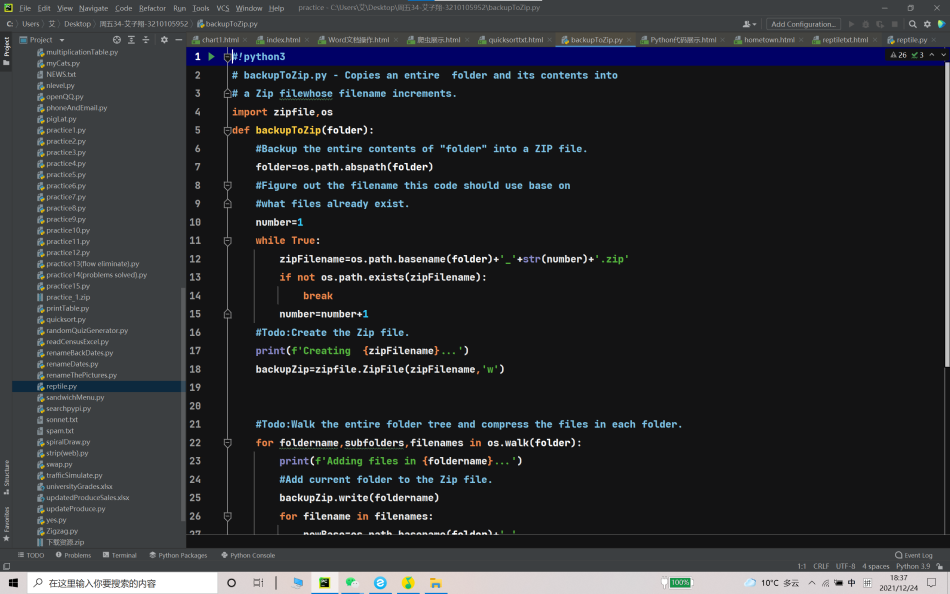 File Edit View Navigate Code Refactor Run Tools VCS Window Help practice - C:\Users\艾\Desktop\周五34-艾子翔-3210105952\backupToZip.py
C: Users 艾 Desktop 周五34-艾子翔-3210105952 backupToZip.py Add Configuration...
Project
chart1.html index.html Word文档操作.html 爬虫展示.html quicksorttxt.html backupToZip.py Python代码展示.html hometown.html reptiletxt.html reptile.py
Project
multiplicationTable.py
myCats.py
NEWS.txt
nlevel.py
openQQ.py
phoneAndEmail.py
pigLat.py
practice1.py
practice2.py
practice3.py
practice4.py
practice5.py
practice6.py
practice7.py
practice8.py
practice9.py
practice10.py
practice11.py
practice12.py
practice13(flow eliminate).py
practice14(problems solved).py
practice15.py
practice_1.zip
printTable.py
quicksort.py
randomQuizGenerator.py
readCensusExcel.py
renameBackDates.py
renameDates.py
renameThePictures.py
reptile.py
sandwichMenu.py
searchpypi.py
sonnet.txt
spam.txt
spiralDraw.py
strip(web).py
swap.py
trafficSimulate.py
universityGrades.xlsx
updatedProduceSales.xlsx
updateProduce.py
yes.py
Zigzag.py
下载资源.zip
Structure
Favorites
26 3
1 #!python3
2 # backupToZip.py - Copies an entire  folder and its contents into
3 # a Zip filewhose filename increments.
4 import zipfile,os
5 def backupToZip(folder):
6 #Backup the entire contents of "folder" into a ZIP file.
7 folder=os.path.abspath(folder)
8 #Figure out the filename this code should use base on
9 #what files already exist.
10 number=1
11 while True:
12 zipFilename=os.path.basename(folder)+'_'+str(number)+'.zip'
13 if not os.path.exists(zipFilename):
14 break
15 number=number+1
16 #Todo:Create the Zip file.
17 print(f'Creating  {zipFilename}...')
18 backupZip=zipfile.ZipFile(zipFilename,'w')
19
20
21 #Todo:Walk the entire folder tree and compress the files in each folder.
22 for foldername,subfolders,filenames in os.walk(folder):
23 print(f'Adding files in {foldername}...')
24 #Add current folder to the Zip file.
25 backupZip.write(foldername)
26 for filename in filenames:
27 newBase=os.path.basename(folder)+'_'
TODO Problems Terminal Python Packages Python Console Event Log
1:1 CRLF UTF-8 4 spaces Python 3.9
在这里输入你要搜索的内容 100% 10°C 多云 中 18:37
2021/12/24